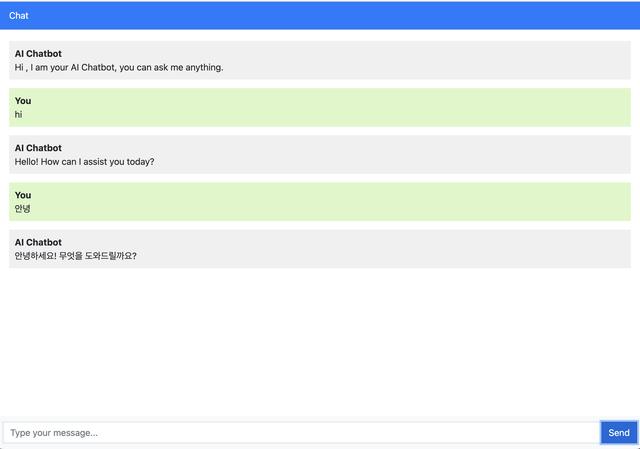 Chat
AI Chatbot
Hi , I am your AI Chatbot, you can ask me anything.
You
hi
AI Chatbot
Hello! How can I assist you today?
You
안녕
AI Chatbot
안녕하세요! 무엇을 도와드릴까요?
Type your message...
Send